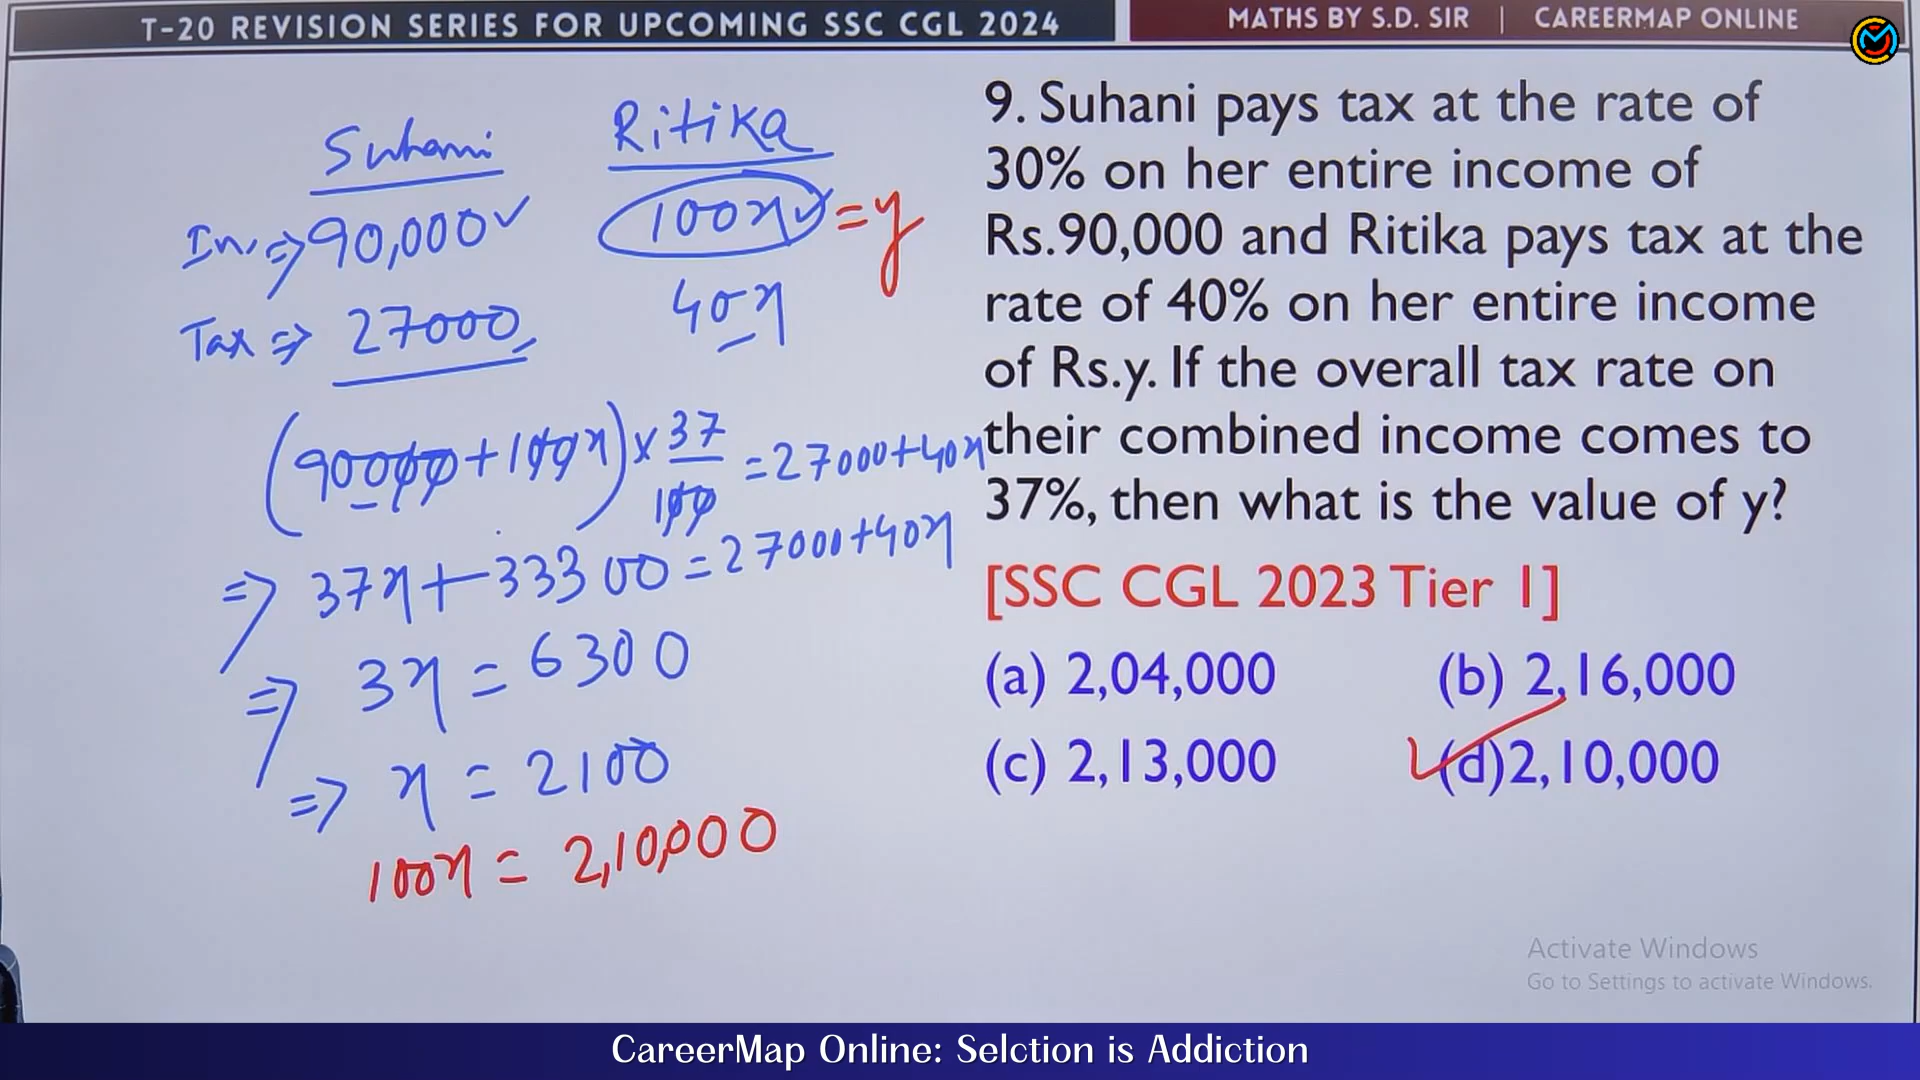 T-20 REVISION SERIES FOR UPCOMING SSC CGL 2024
MATHS BY S.D. SIR | CAREERMAP ONLINE
Suhani Ritika
In. ⇒ 90,000 ✓ 100x ✓ = y
Tax ⇒ 27000 40x
(90000 + 100x) × 37/100 = 27000 + 40x
⇒ 37x + 33300 = 27000 + 40x
⇒ 3x = 6300
⇒ x = 2100
100x = 2,10,000
9. Suhani pays tax at the rate of
30% on her entire income of
Rs.90,000 and Ritika pays tax at the
rate of 40% on her entire income
of Rs.y. If the overall tax rate on
their combined income comes to
37%, then what is the value of y?
[SSC CGL 2023 Tier 1]
(a) 2,04,000 (b) 2,16,000
(c) 2,13,000 (d)2,10,000
Activate Windows
Go to Settings to activate Windows.
CareerMap Online: Selction is Addiction